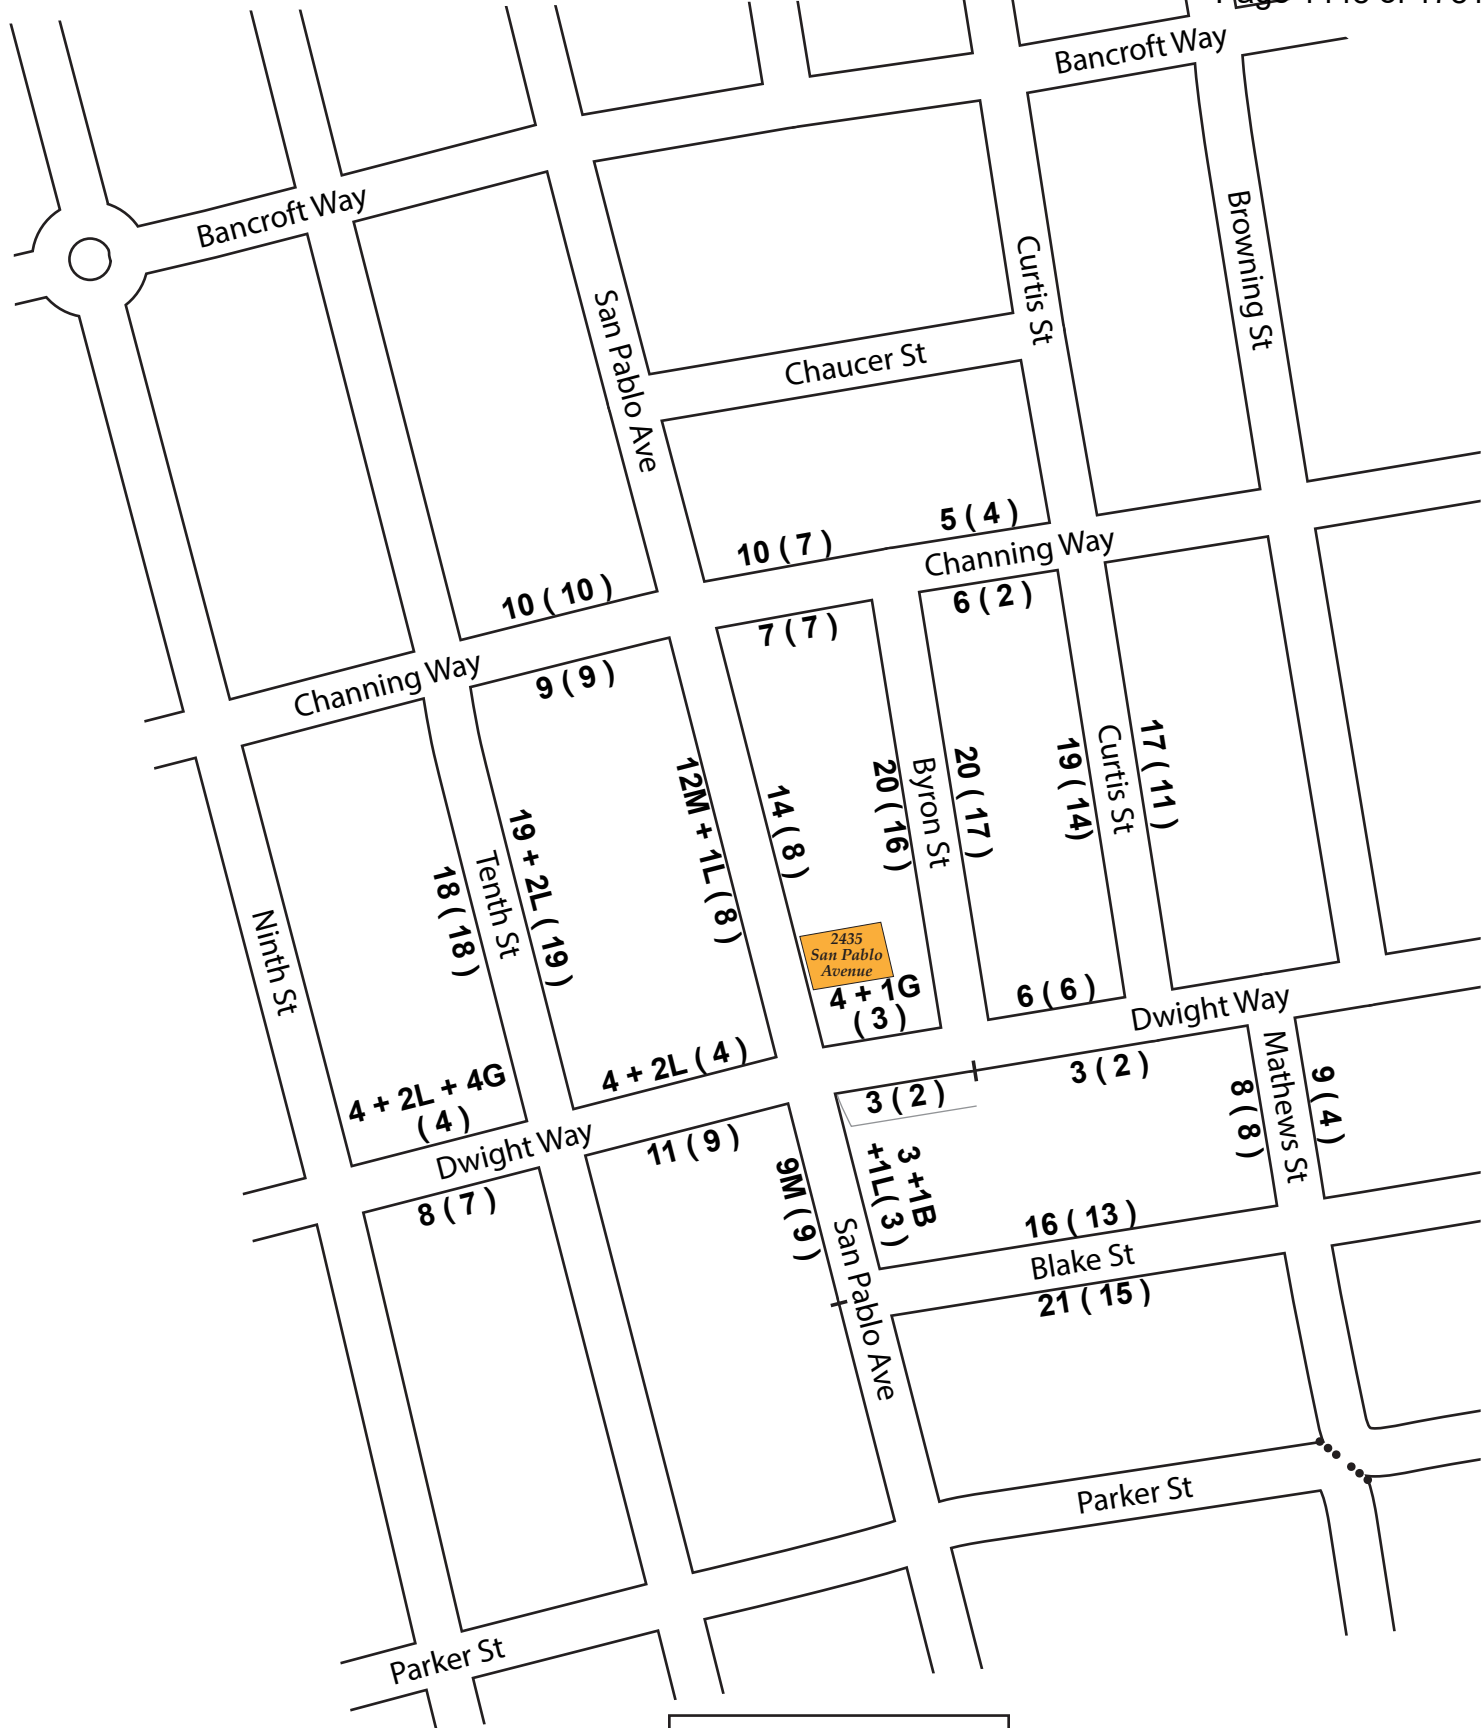 Bancroft Way
Bancroft Way
Browning St
Curtis St
San Pablo Ave
Chaucer St
5 ( 4 )
10 ( 7 )
Channing Way
10 ( 10 )
6 ( 2 )
7 ( 7 )
Channing Way
9 ( 9 )
17 ( 11 )
Curtis St
19 ( 14)
20 ( 17 )
Byron St
20 ( 16 )
14 ( 8 )
12M + 1L ( 8 )
19 + 2L ( 19 )
Tenth St
18 ( 18 )
Ninth St
2435
San Pablo
Avenue
4 + 1G
( 3 )
6 ( 6 )
Dwight Way
4 + 2L ( 4 )
4 + 2L + 4G
( 4 )
3 ( 2 )
3 ( 2 )
Mathews St
8 ( 8 )
9 ( 4 )
Dwight Way
11 ( 9 )
8 ( 7 )
9M ( 9 )
3 +1B
+1L( 3 )
16 ( 13 )
Blake St
21 ( 15 )
San Pablo Ave
Parker St
Parker St